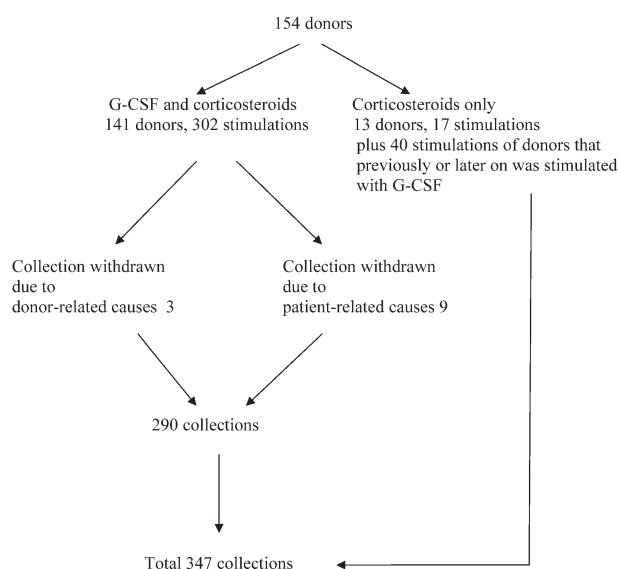 154 donors
G-CSF and corticosteroids
141 donors, 302 stimulations
Corticosteroids only
13 donors, 17 stimulations
plus 40 stimulations of donors that
previously or later on was stimulated
with G-CSF
Collection withdrawn
due to
donor-related causes 3
Collection withdrawn
due to
patient-related causes 9
290 collections
Total 347 collections